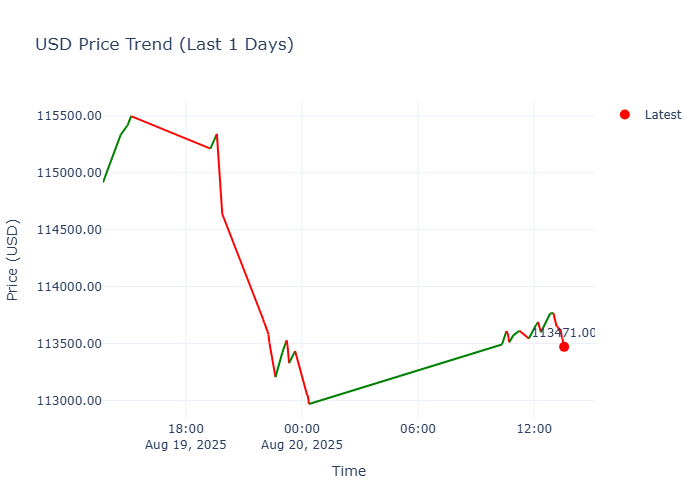 USD Price Trend (Last 1 Days)
Latest
Price (USD)
115500.00
115000.00
114500.00
114000.00
113500.00
113000.00
113471.00
18:00
Aug 19, 2025
00:00
Aug 20, 2025
06:00
12:00
Time